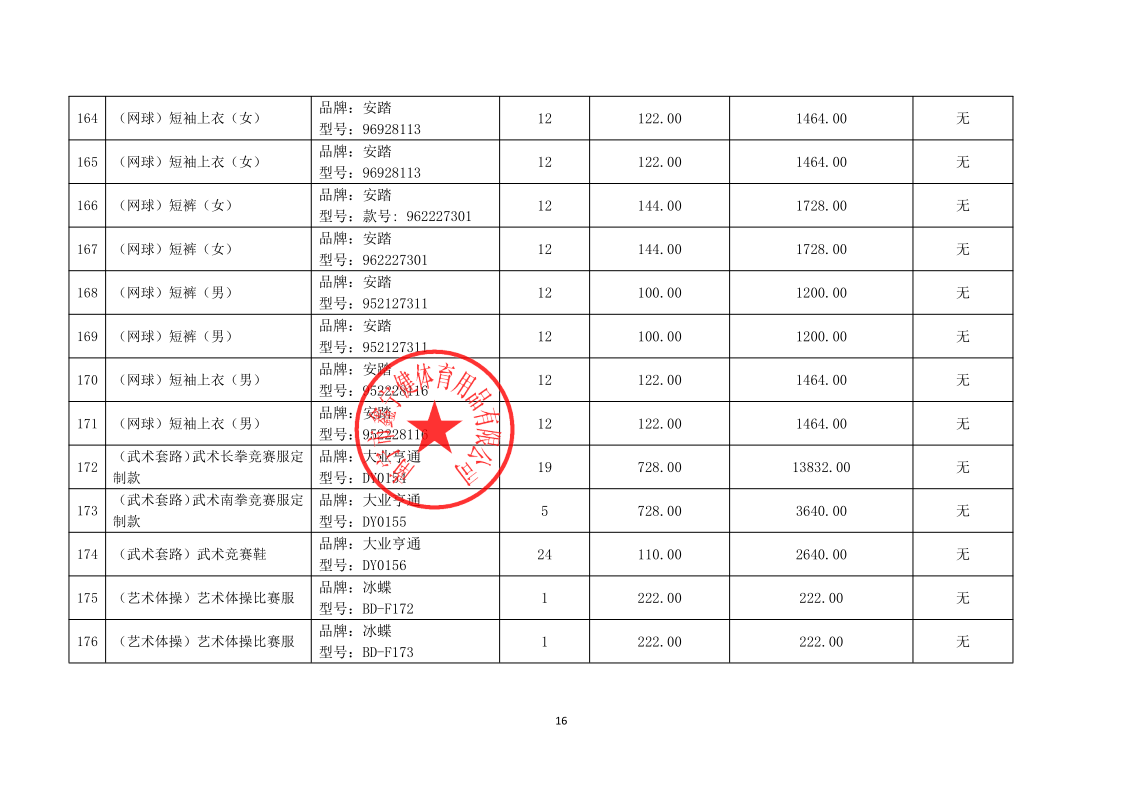 164 （网球）短袖上衣（女） 品牌：安踏 12 122.00 1464.00 无
型号：96928113
165 （网球）短袖上衣（女） 品牌：安踏 12 122.00 1464.00 无
型号：96928113
166 （网球）短裤（女） 品牌：安踏 12 144.00 1728.00 无
型号：款号: 962227301
167 （网球）短裤（女） 品牌：安踏 12 144.00 1728.00 无
型号：962227301
168 （网球）短裤（男） 品牌：安踏 12 100.00 1200.00 无
型号：952127311
169 （网球）短裤（男） 品牌：安踏 12 100.00 1200.00 无
型号：952127311
170 （网球）短袖上衣（男） 品牌：安踏 12 122.00 1464.00 无
型号：952228116
171 （网球）短袖上衣（男） 品牌：安踏 12 122.00 1464.00 无
型号：952228116
172 （武术套路）武术长拳竞赛服定 品牌：大业亨通 19 728.00 13832.00 无
制款 型号：DY0154
173 （武术套路）武术南拳竞赛服定 品牌：大业亨通 5 728.00 3640.00 无
制款 型号：DY0155
174 （武术套路）武术竞赛鞋 品牌：大业亨通 24 110.00 2640.00 无
型号：DY0156
175 （艺术体操）艺术体操比赛服 品牌：冰蝶 1 222.00 222.00 无
型号：BD-F172
176 （艺术体操）艺术体操比赛服 品牌：冰蝶 1 222.00 222.00 无
型号：BD-F173
健体育用品有限公司
16